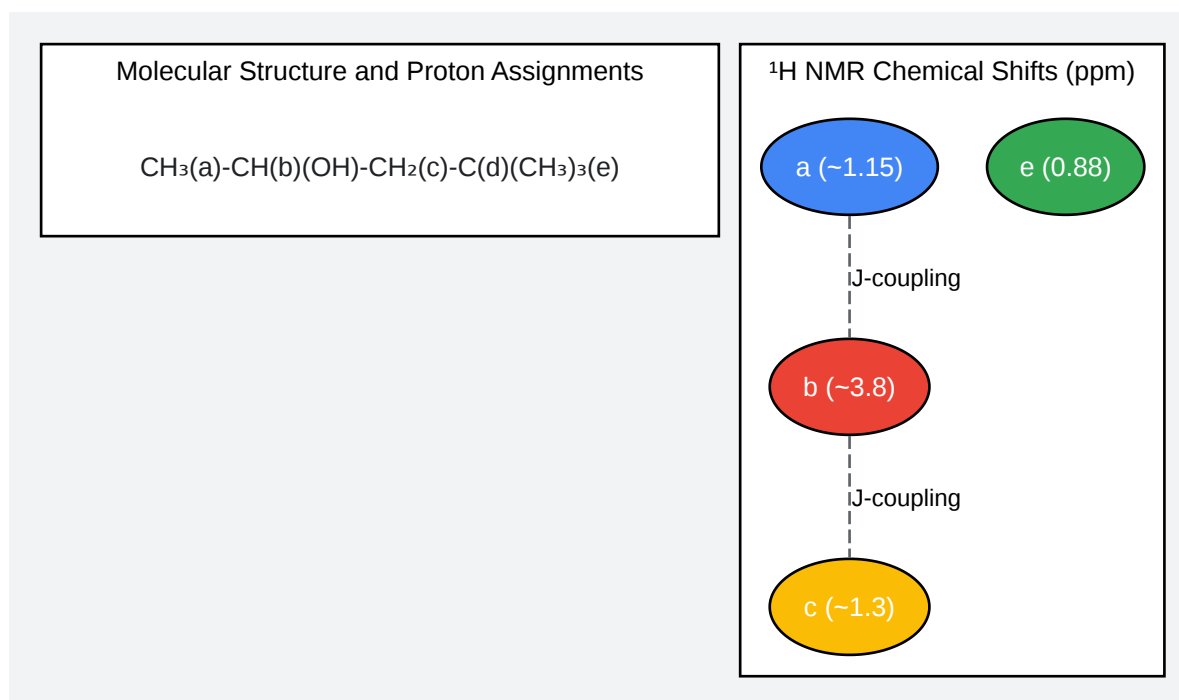 Molecular Structure and Proton Assignments
CH₃(a)-CH(b)(OH)-CH₂(c)-C(d)(CH₃)₃(e)
¹H NMR Chemical Shifts (ppm)
a (~1.15)
e (0.88)
J-coupling
b (~3.8)
J-coupling
c (~1.3)